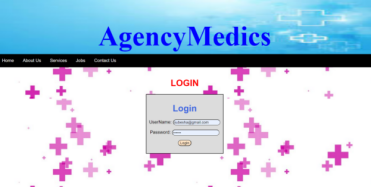 AgencyMedics
Home About Us Services Jobs Contact Us
LOGIN
Login
UserName:
Password:
Login